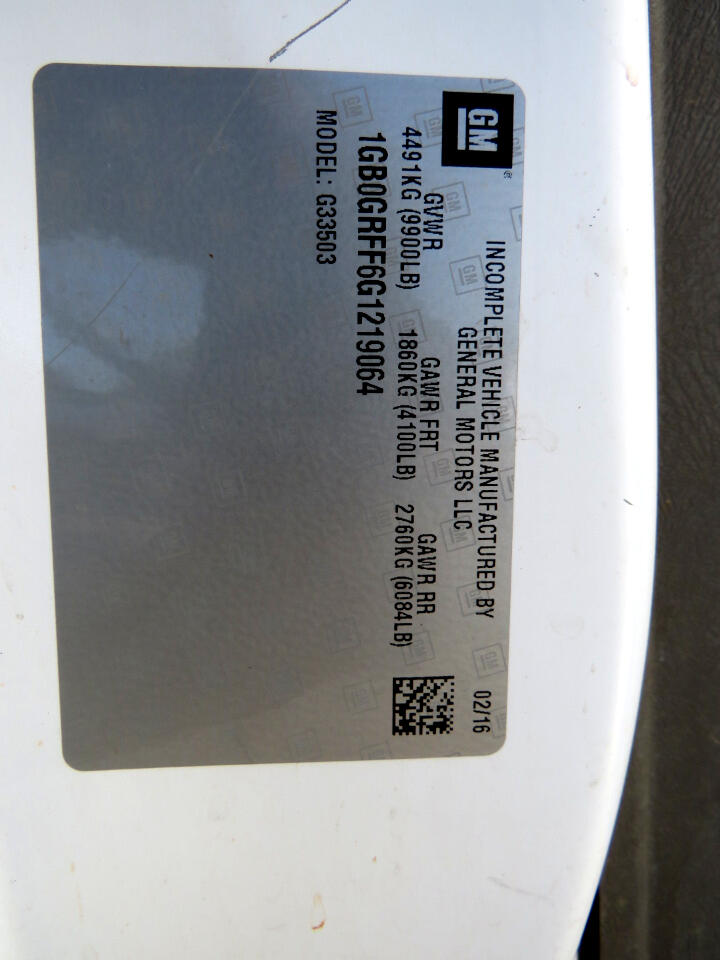 GM
INCOMPLETE VEHICLE MANUFACTURED BY
GENERAL MOTORS LLC
02/16
GVWR GAWR FRT GAWR RR
4491KG (9900LB) 1860KG (4100LB) 2760KG (6084LB)
1GB0GRFF6G1219064
MODEL: G33503